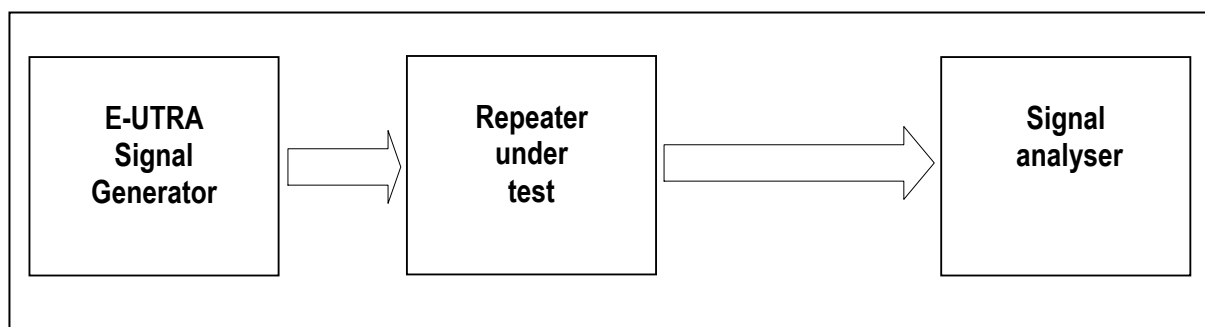 E-UTRA
Signal
Generator
Repeater
under
test
Signal
analyser